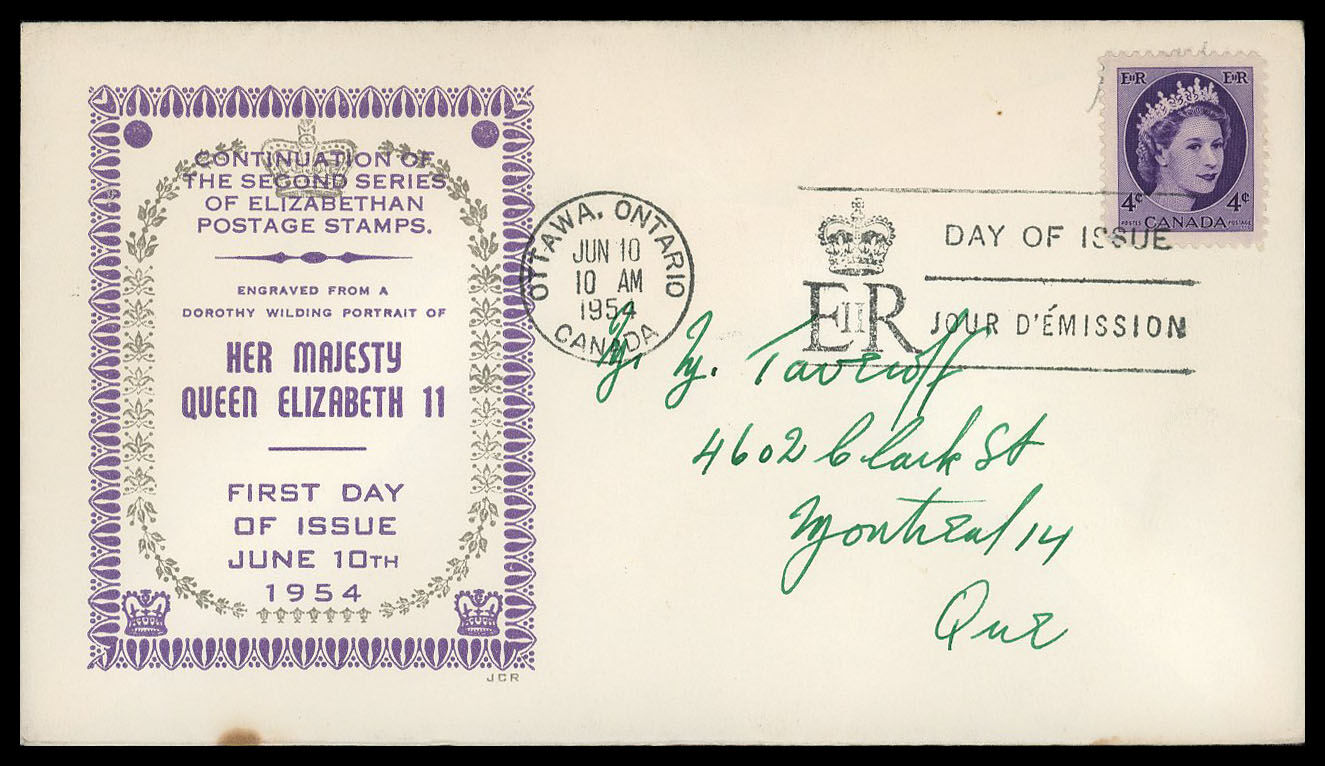 CONTINUATION OF
THE SECOND SERIES
OF ELIZABETHAN
POSTAGE STAMPS.
ENGRAVED FROM A
DOROTHY WILDING PORTRAIT OF
HER MAJESTY
QUEEN ELIZABETH 11
FIRST DAY
OF ISSUE
JUNE 10TH
1954
JCR
OTTAWA, ONTARIO
JUN 10
10 AM
1954
CANADA
EIIR
DAY OF ISSUE
JOUR D'ÉMISSION
EIIR EIIR
4¢ 4¢
POSTES CANADA POSTAGE
4602 Clark St
Montreal 14
Que